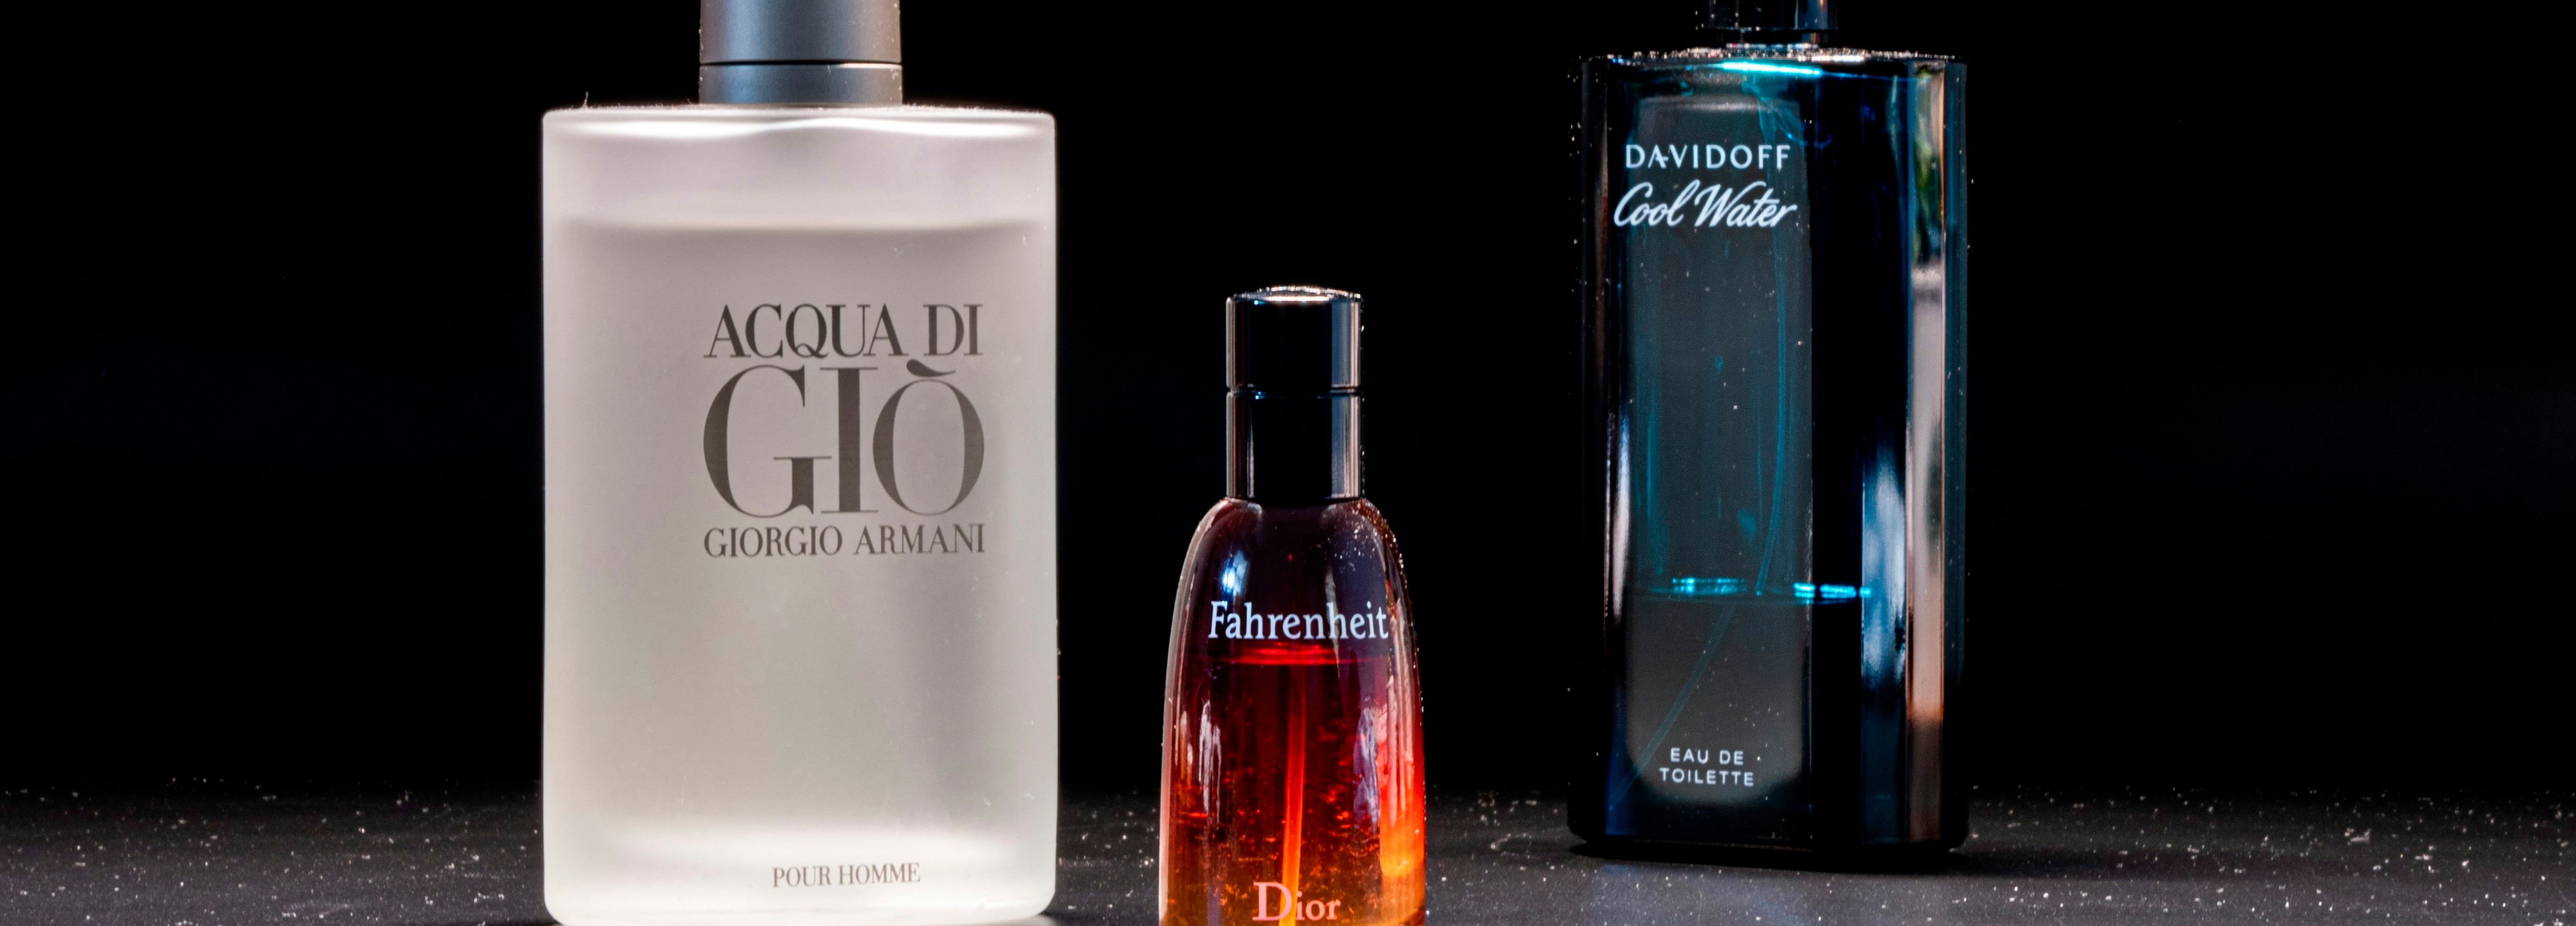 ACQUA DI
GIÒ
GIORGIO ARMANI
POUR HOMME
Fahrenheit
Dior
DAVIDOFF
Cool Water
EAU DE
TOILETTE